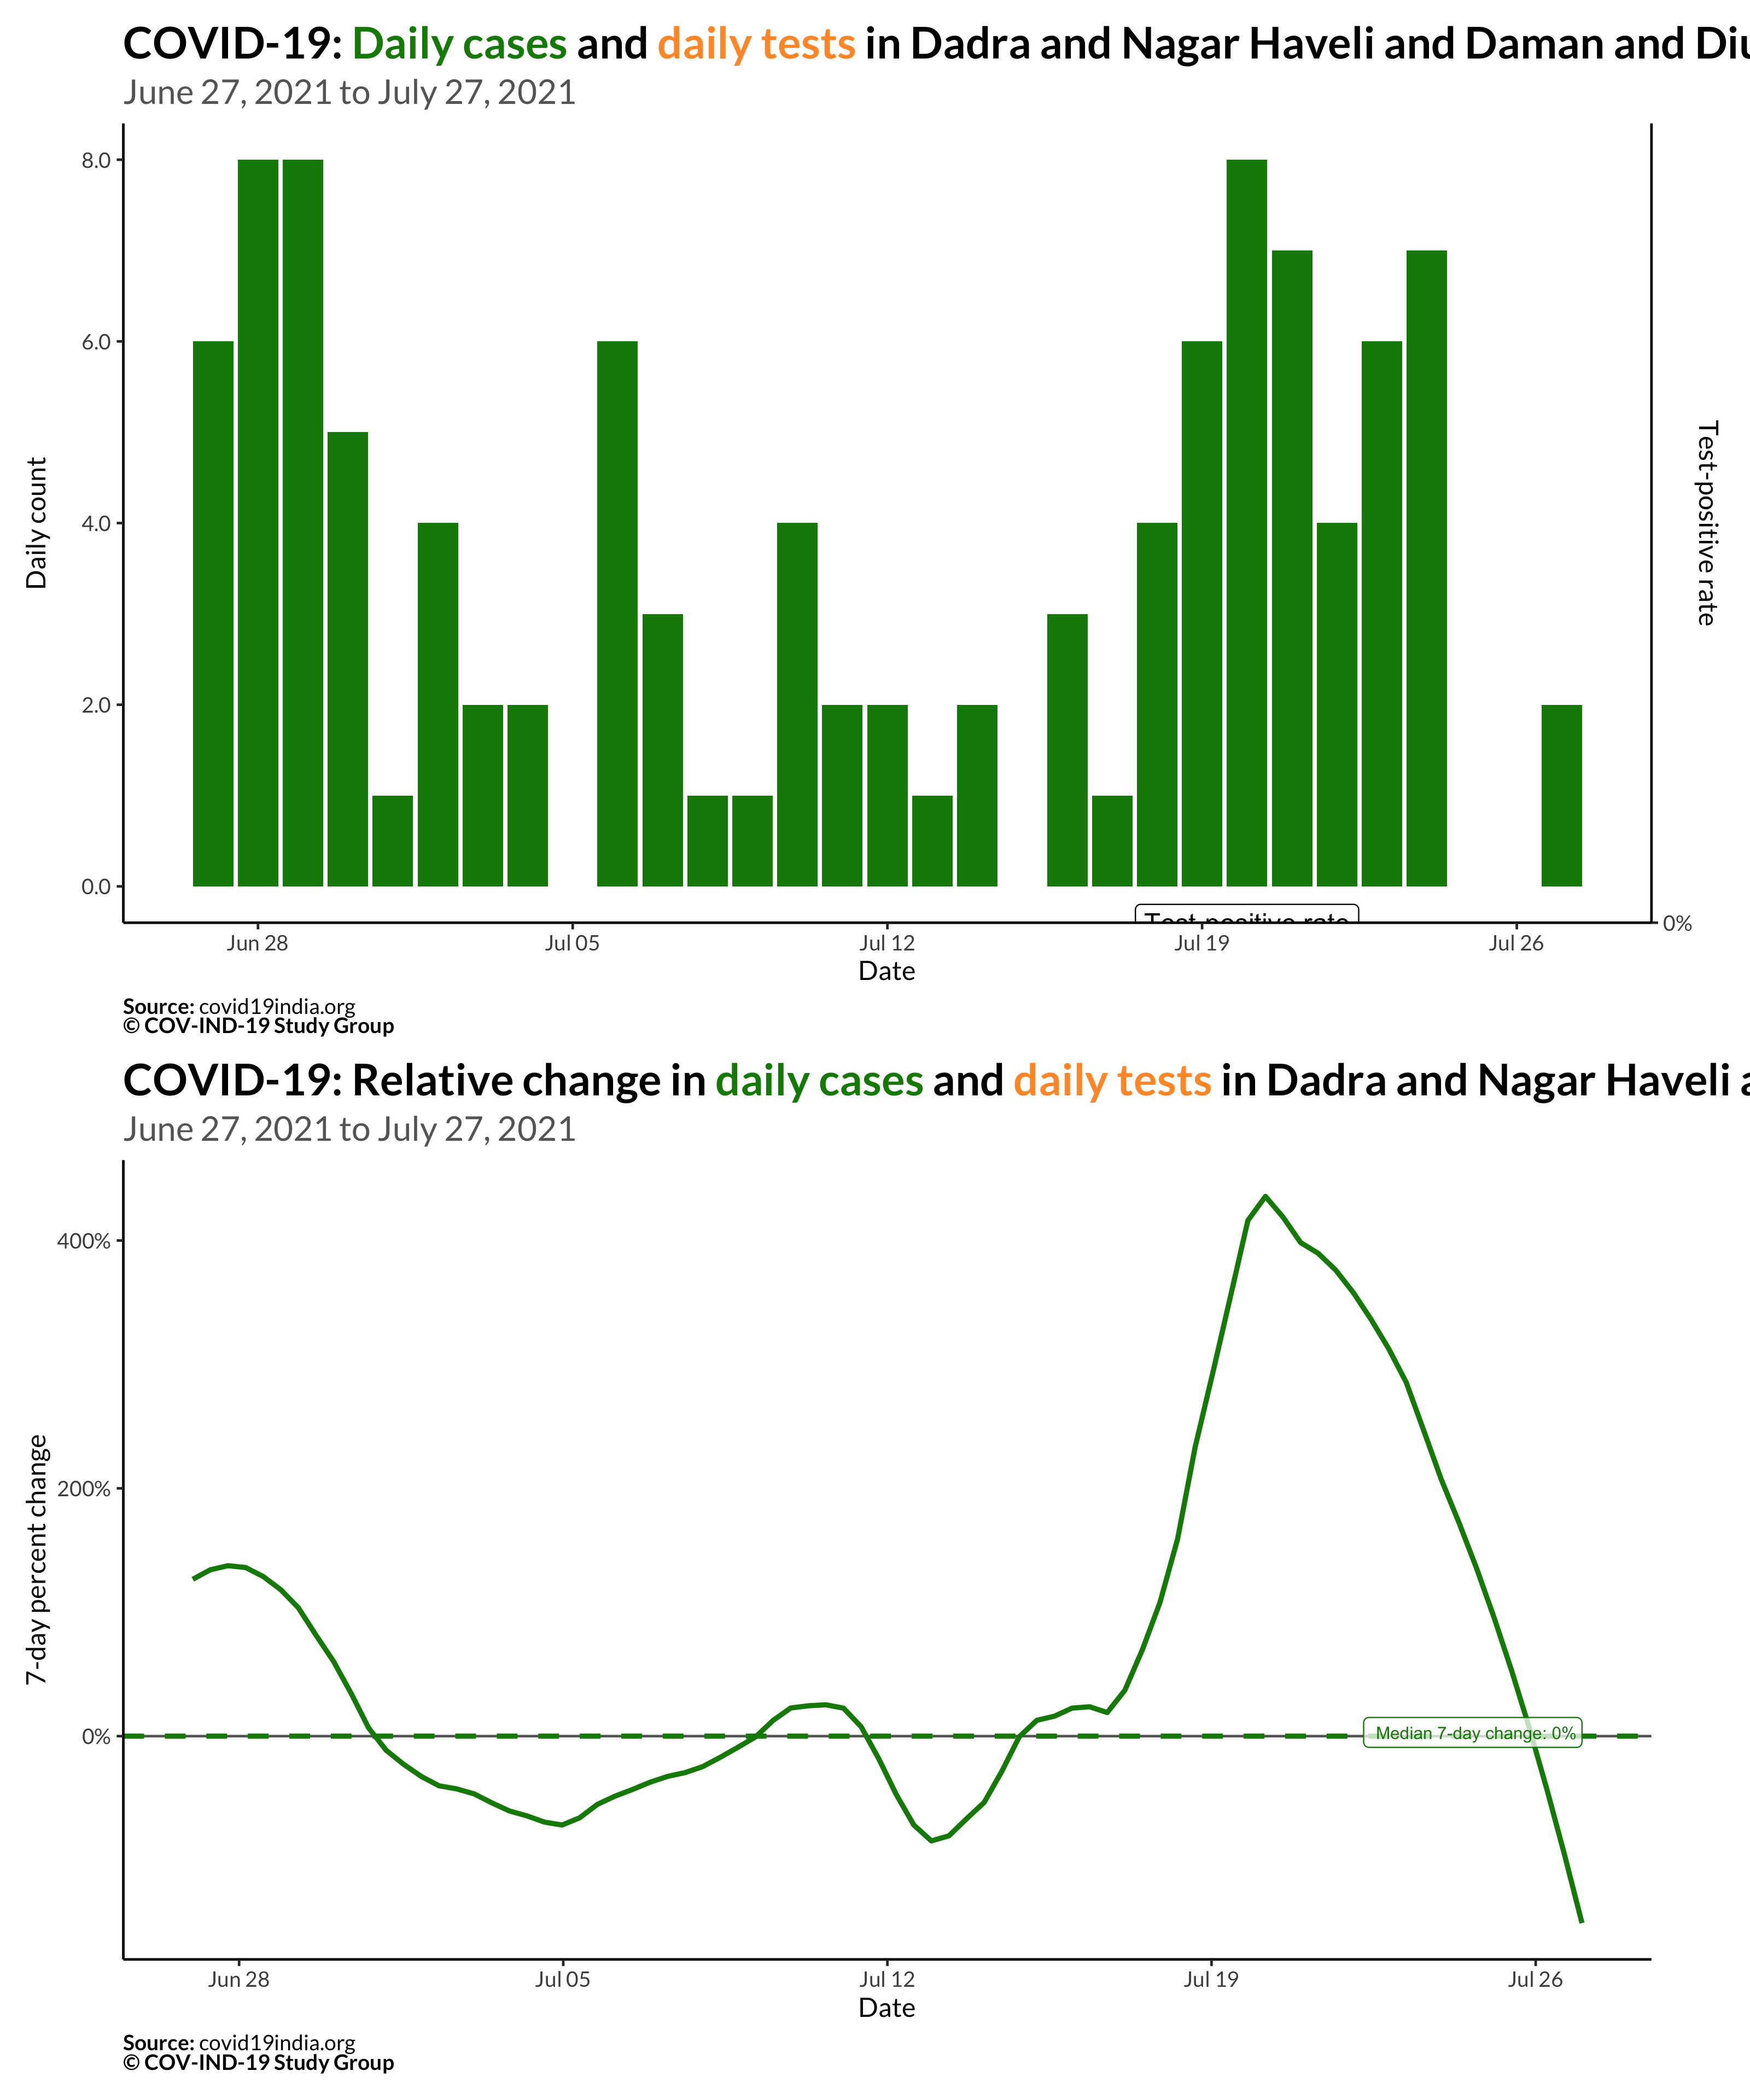 COVID-19: Daily cases and daily tests in Dadra and Nagar Haveli and Daman and Diu
June 27, 2021 to July 27, 2021
8.0
6.0
4.0
2.0
0.0
Daily count
Test-positive rate
Test-positive rate
0%
Jun 28
Jul 05
Jul 12
Jul 19
Jul 26
Date
Source: covid19india.org
© COV-IND-19 Study Group
COVID-19: Relative change in daily cases and daily tests in Dadra and Nagar Haveli a
June 27, 2021 to July 27, 2021
400%
200%
0%
7-day percent change
Median 7-day change: 0%
Jun 28
Jul 05
Jul 12
Jul 19
Jul 26
Date
Source: covid19india.org
© COV-IND-19 Study Group